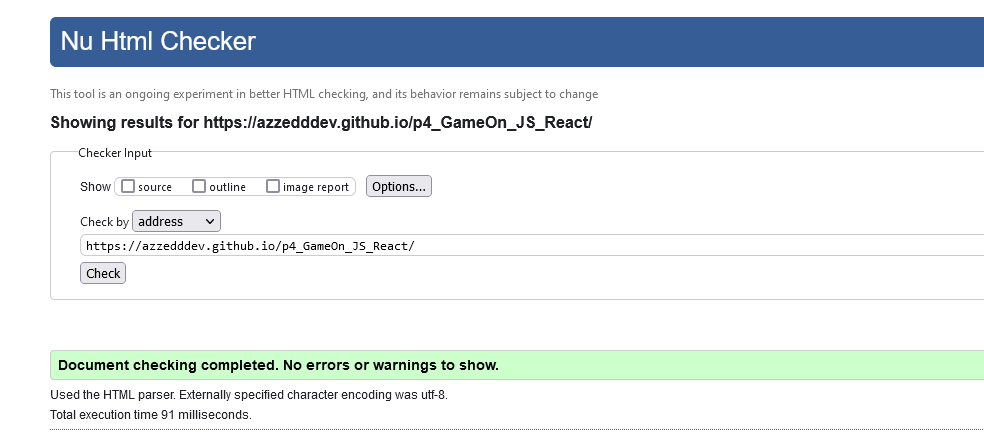 Nu Html Checker
This tool is an ongoing experiment in better HTML checking, and its behavior remains subject to change
Showing results for https://azzedddev.github.io/p4_GameOn_JS_React/
Checker Input
Show source outline image report Options...
Check by address
https://azzedddev.github.io/p4_GameOn_JS_React/
Check
Document checking completed. No errors or warnings to show.
Used the HTML parser. Externally specified character encoding was utf-8.
Total execution time 91 milliseconds.